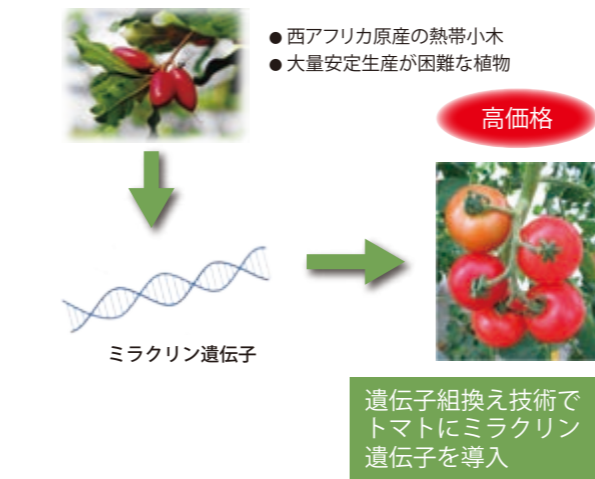 ● 西アフリカ原産の熱帯小木
● 大量安定生産が困難な植物
高価格
ミラクリン遺伝子
遺伝子組換え技術で
トマトにミラクリン
遺伝子を導入